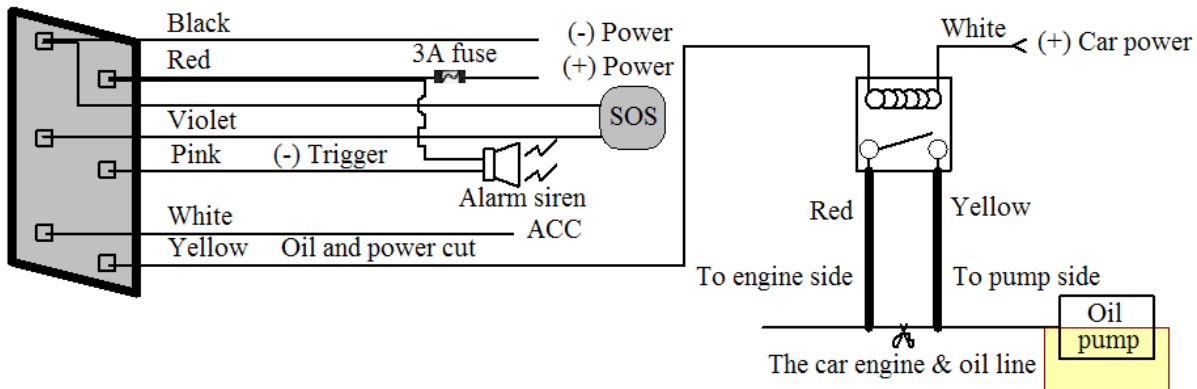 Black
(-) Power
Red
3A fuse
(+) Power
SOS
Violet
Pink
(-) Trigger
Alarm siren
White
ACC
Yellow
Oil and power cut
White
(+) Car power
Red
Yellow
To engine side
To pump side
Oil
pump
The car engine & oil line